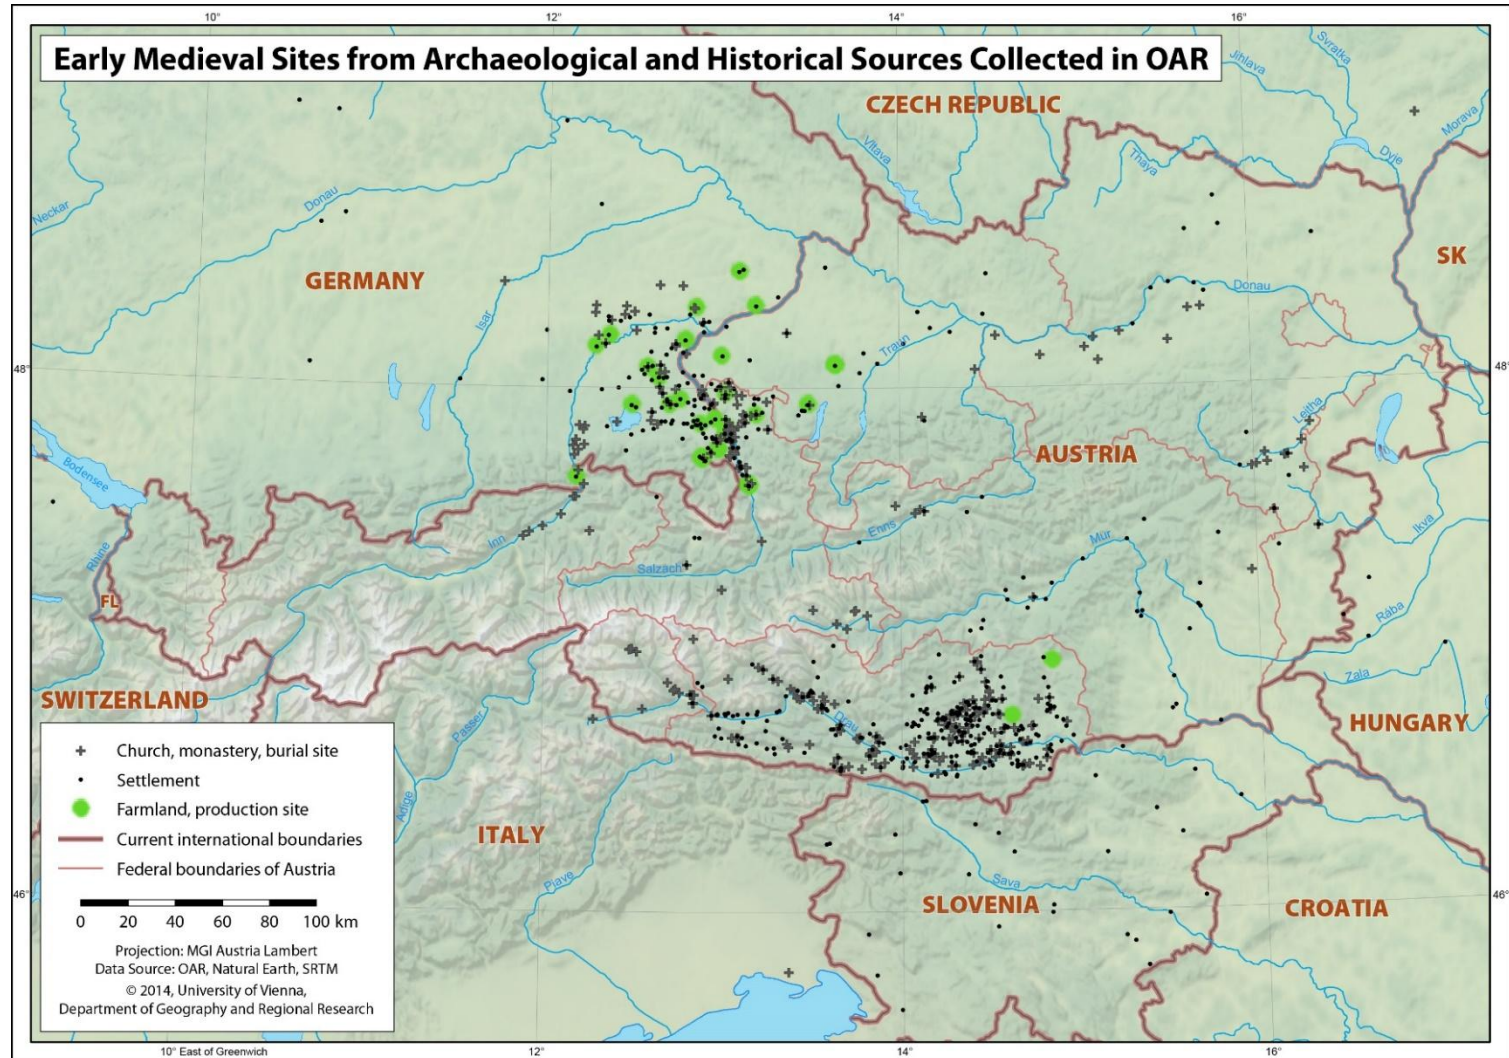 10°
12°
14°
16°
Early Medieval Sites from Archaeological and Historical Sources Collected in OAR
CZECH REPUBLIC
Svratka
Jihlava
Morava
Dyje
Vltava
Thaya
Neckar
Donau
GERMANY
Isar
SK
Donau
Traun
48°
48°
Leitha
AUSTRIA
Bodensee
Rhine
Inn
Enns
Salzach
Mur
Ikva
FL
Rába
Zala
SWITZERLAND
Passer
Drau
HUNGARY
Church, monastery, burial site
Settlement
Farmland, production site
Current international boundaries
Federal boundaries of Austria
0 20 40 60 80 100 km
Projection: MGI Austria Lambert
Data Source: OAR, Natural Earth, SRTM
© 2014, University of Vienna,
Department of Geography and Regional Research
Adige
ITALY
Piave
46°
46°
Sava
SLOVENIA
CROATIA
10° East of Greenwich
12°
14°
16°